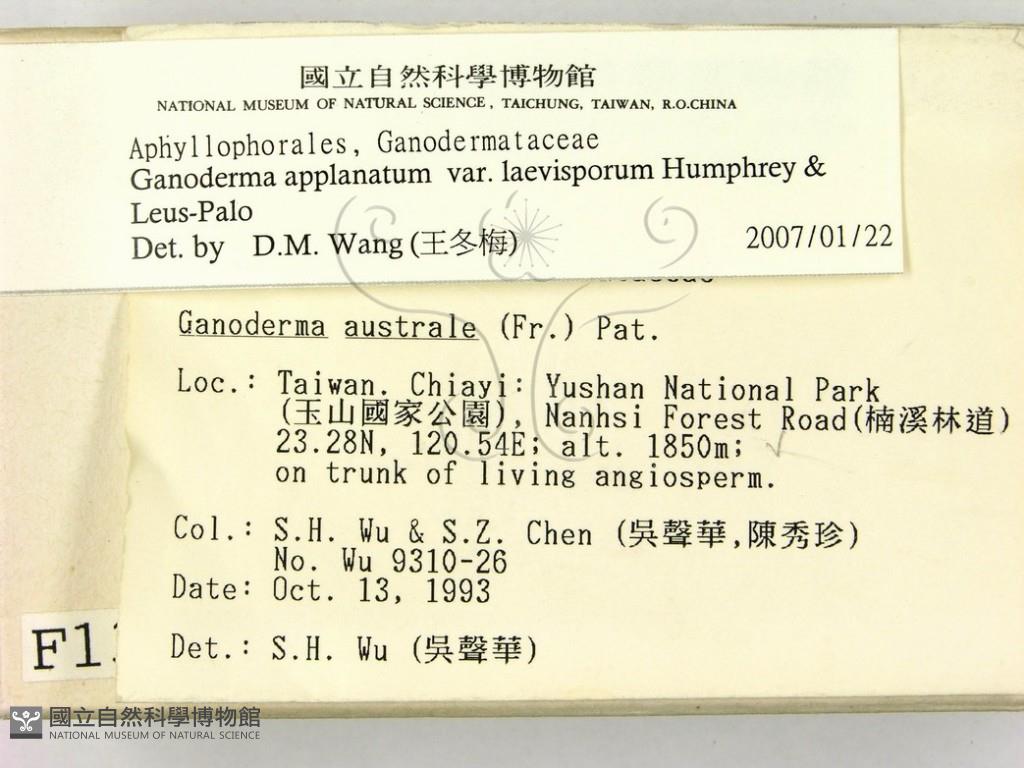 國立自然科學博物館
NATIONAL MUSEUM OF NATURAL SCIENCE, TAICHUNG, TAIWAN, R.O.CHINA
Aphyllophorales, Ganodermataceae
Ganoderma applanatum var. laevisporum Humphrey &
Leus-Palo
Det. by D.M. Wang (王冬梅) 2007/01/22
Ganoderma australe (Fr.) Pat.
Loc.: Taiwan. Chiayi: Yushan National Park
(玉山國家公園), Nanhsi Forest Road(楠溪林道)
23.28N, 120.54E; alt. 1850m;
on trunk of living angiosperm.
Col.: S.H. Wu & S.Z. Chen (吳聲華,陳秀珍)
No. Wu 9310-26
Date: Oct. 13, 1993
Det.: S.H. Wu (吳聲華)
F1
國立自然科學博物館
NATIONAL MUSEUM OF NATURAL SCIENCE